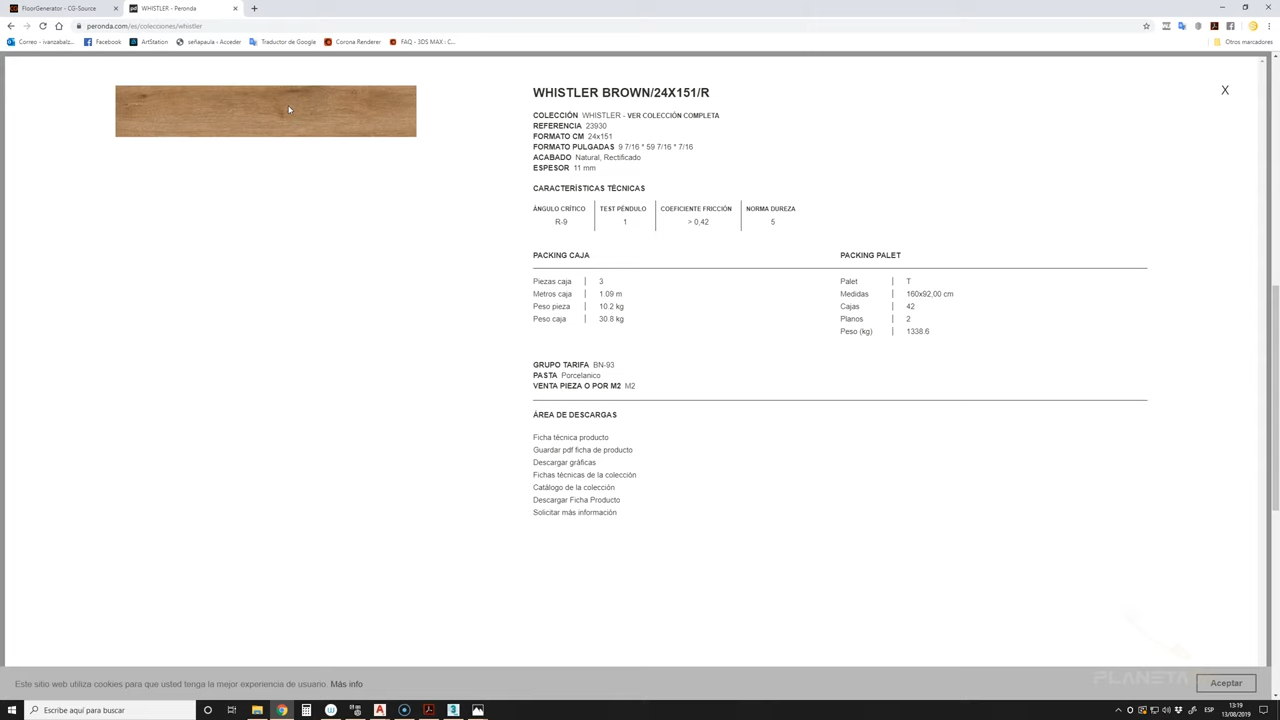 FloorGenerator - CG-Source
WHISTLER - Peronda
peronda.com/es/colecciones/whistler
Correo - ivanzabalz...
Facebook
ArtStation
señapaula ‹ Acceder
Traductor de Google
Corona Renderer
FAQ - 3DS MAX : C...
Otros marcadores
WHISTLER BROWN/24X151/R
X
COLECCIÓN WHISTLER - VER COLECCIÓN COMPLETA
REFERENCIA 23930
FORMATO CM 24x151
FORMATO PULGADAS 9 7/16 * 59 7/16 * 7/16
ACABADO Natural, Rectificado
ESPESOR 11 mm
CARACTERÍSTICAS TÉCNICAS
ÁNGULO CRÍTICO TEST PÉNDULO COEFICIENTE FRICCIÓN NORMA DUREZA
R-9 1 > 0,42 5
PACKING CAJA
Piezas caja 3
Metros caja 1.09 m
Peso pieza 10.2 kg
Peso caja 30.8 kg
PACKING PALET
Palet T
Medidas 160x92,00 cm
Cajas 42
Planos 2
Peso (kg) 1338.6
GRUPO TARIFA BN-93
PASTA Porcelanico
VENTA PIEZA O POR M2 M2
ÁREA DE DESCARGAS
Ficha técnica producto
Guardar pdf ficha de producto
Descargar gráficas
Fichas técnicas de la colección
Catálogo de la colección
Descargar Ficha Producto
Solicitar más información
Este sitio web utiliza cookies para que usted tenga la mejor experiencia de usuario. Más info
PLANETA
Aceptar
Escribe aquí para buscar
ESP
13:19
13/08/2019